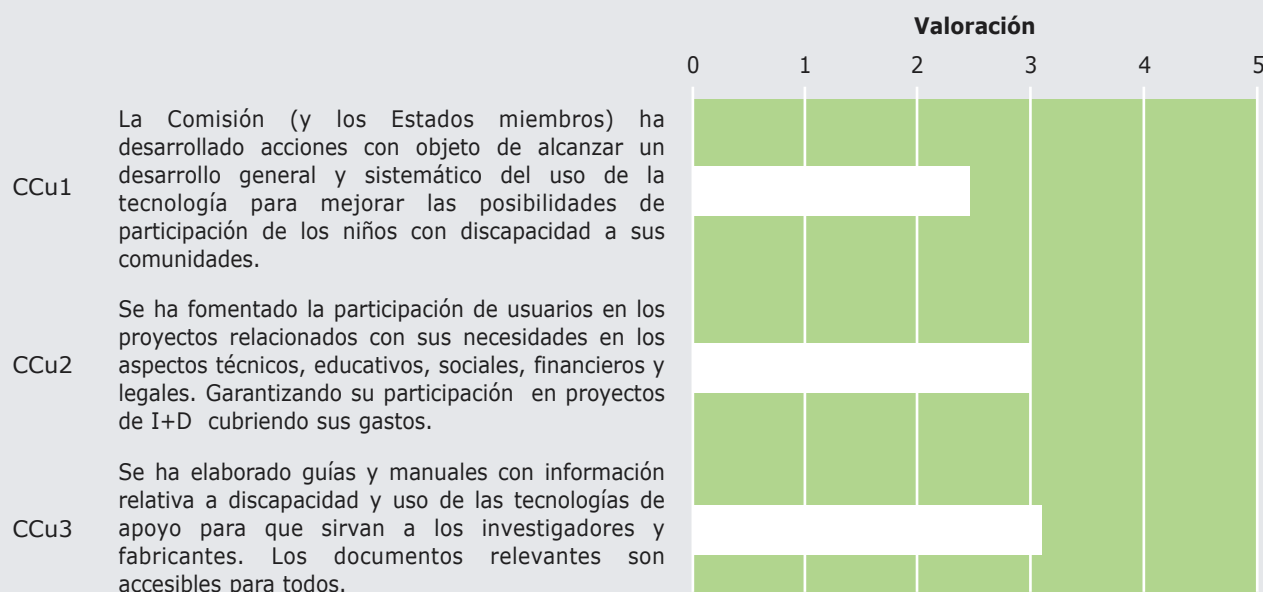 Valoración
0 1 2 3 4 5
La Comisión (y los Estados miembros) ha
desarrollado acciones con objeto de alcanzar un
desarrollo general y sistemático del uso de la
CCu1 tecnología para mejorar las posibilidades de
participación de los niños con discapacidad a sus
comunidades.
Se ha fomentado la participación de usuarios en los
proyectos relacionados con sus necesidades en los
CCu2 aspectos técnicos, educativos, sociales, financieros y
legales. Garantizando su participación en proyectos
de I+D cubriendo sus gastos.
Se ha elaborado guías y manuales con información
relativa a discapacidad y uso de las tecnologías de
CCu3 apoyo para que sirvan a los investigadores y
fabricantes. Los documentos relevantes son
accesibles para todos.